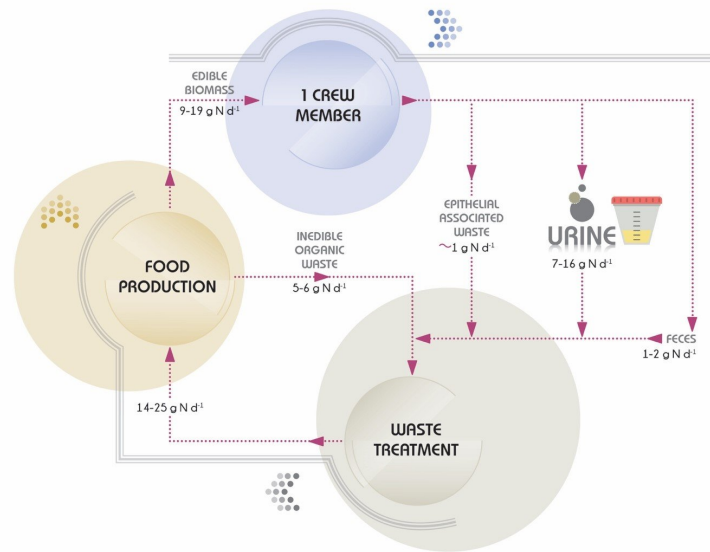 EDIBLE
BIOMASS
9-19 g N d⁻¹
1 CREW
MEMBER
EPITHELIAL
ASSOCIATED
WASTE
~1 g N d⁻¹
URINE
7-16 g N d⁻¹
INEDIBLE
ORGANIC
WASTE
5-6 g N d⁻¹
FOOD
PRODUCTION
FECES
1-2 g N d⁻¹
14-25 g N d⁻¹
WASTE
TREATMENT